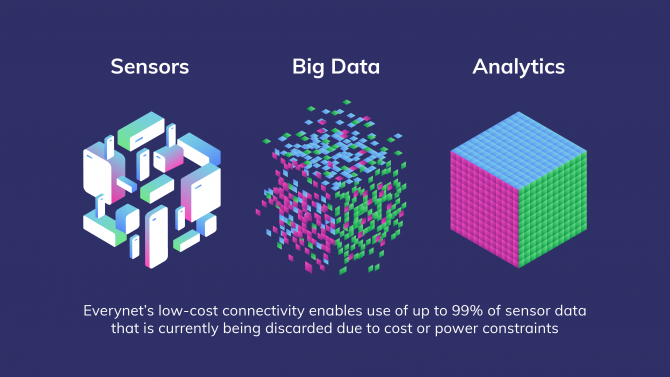 Sensors
Big Data
Analytics
Everynet's low-cost connectivity enables use of up to 99% of sensor data
that is currently being discarded due to cost or power constraints